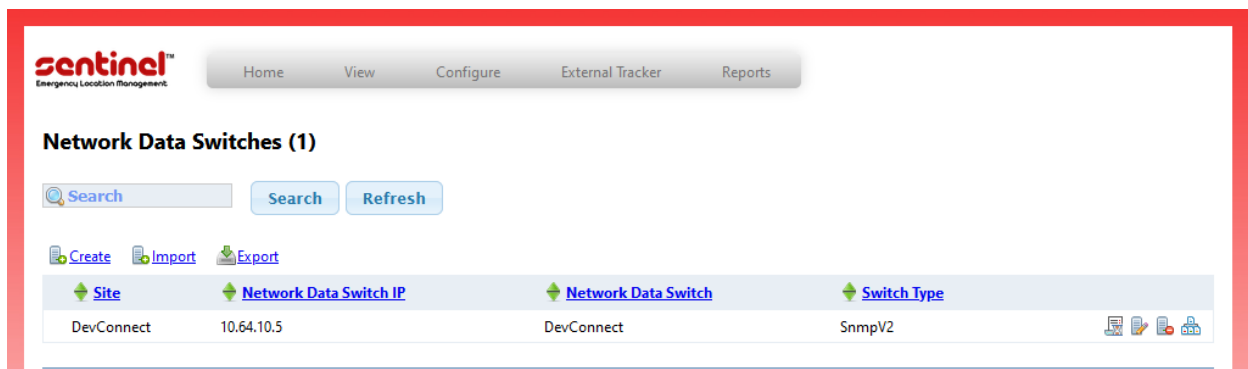 sentinel™
Emergency Location Management
Home View Configure External Tracker Reports
Network Data Switches (1)
Search Search Refresh
Create Import Export
Site Network Data Switch IP Network Data Switch Switch Type
DevConnect 10.64.10.5 DevConnect SnmpV2